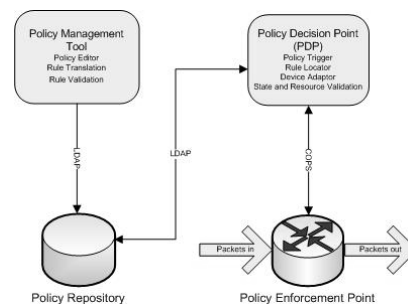 Policy Management
Tool
Policy Editor
Rule Translation
Rule Validation
Policy Decision Point
(PDP)
Policy Trigger
Rule Locator
Device Adaptor
State and Resource Validation
LDAP
LDAP
COPS
Packets in
Packets out
Policy Repository
Policy Enforcement Point